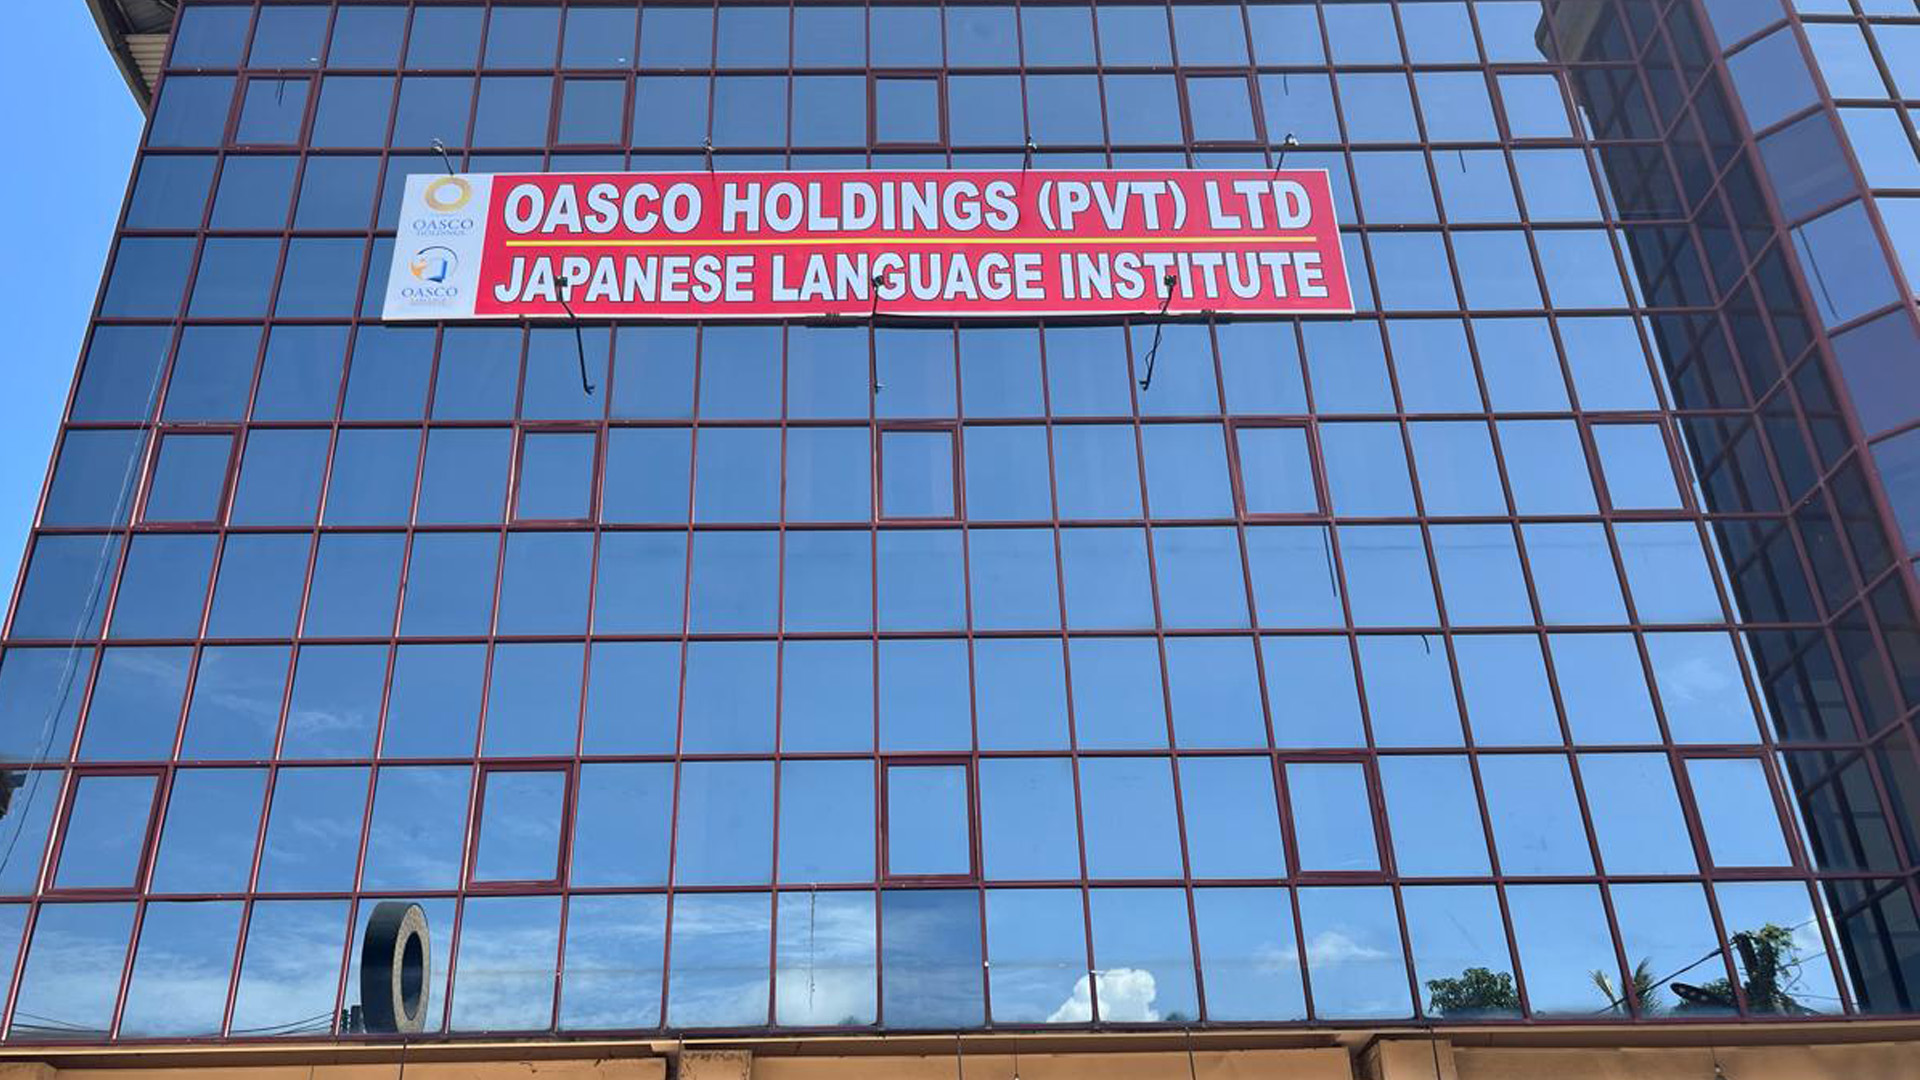 OASCO HOLDINGS (PVT) LTD
JAPANESE LANGUAGE INSTITUTE
OASCO
HOLDINGS
OASCO